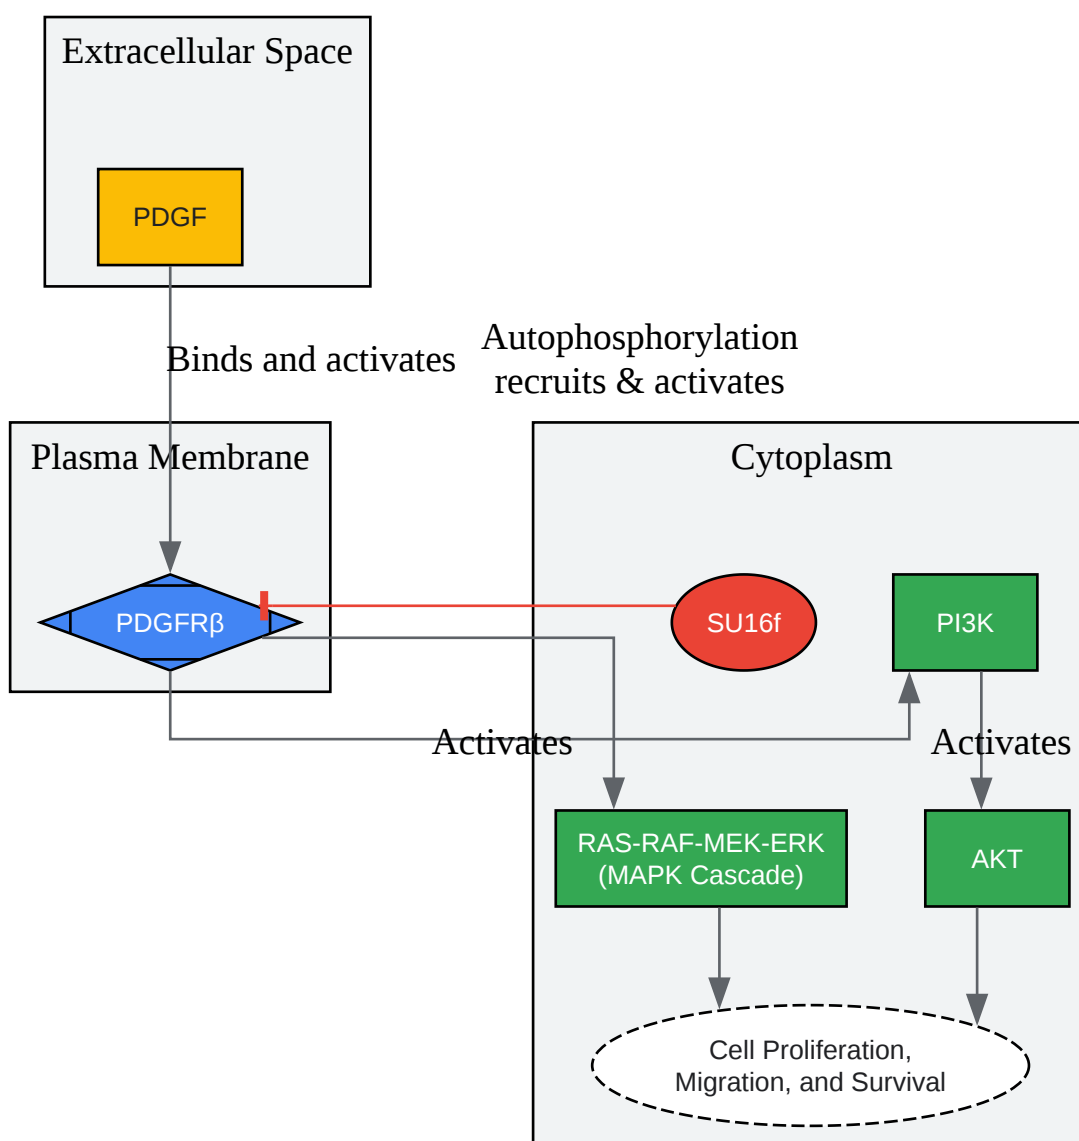 Extracellular Space
PDGF
Binds and activates
Autophosphorylation
recruits & activates
Plasma Membrane
Cytoplasm
PDGFRβ
SU16f
PI3K
Activates
Activates
RAS-RAF-MEK-ERK
(MAPK Cascade)
AKT
Cell Proliferation,
Migration, and Survival